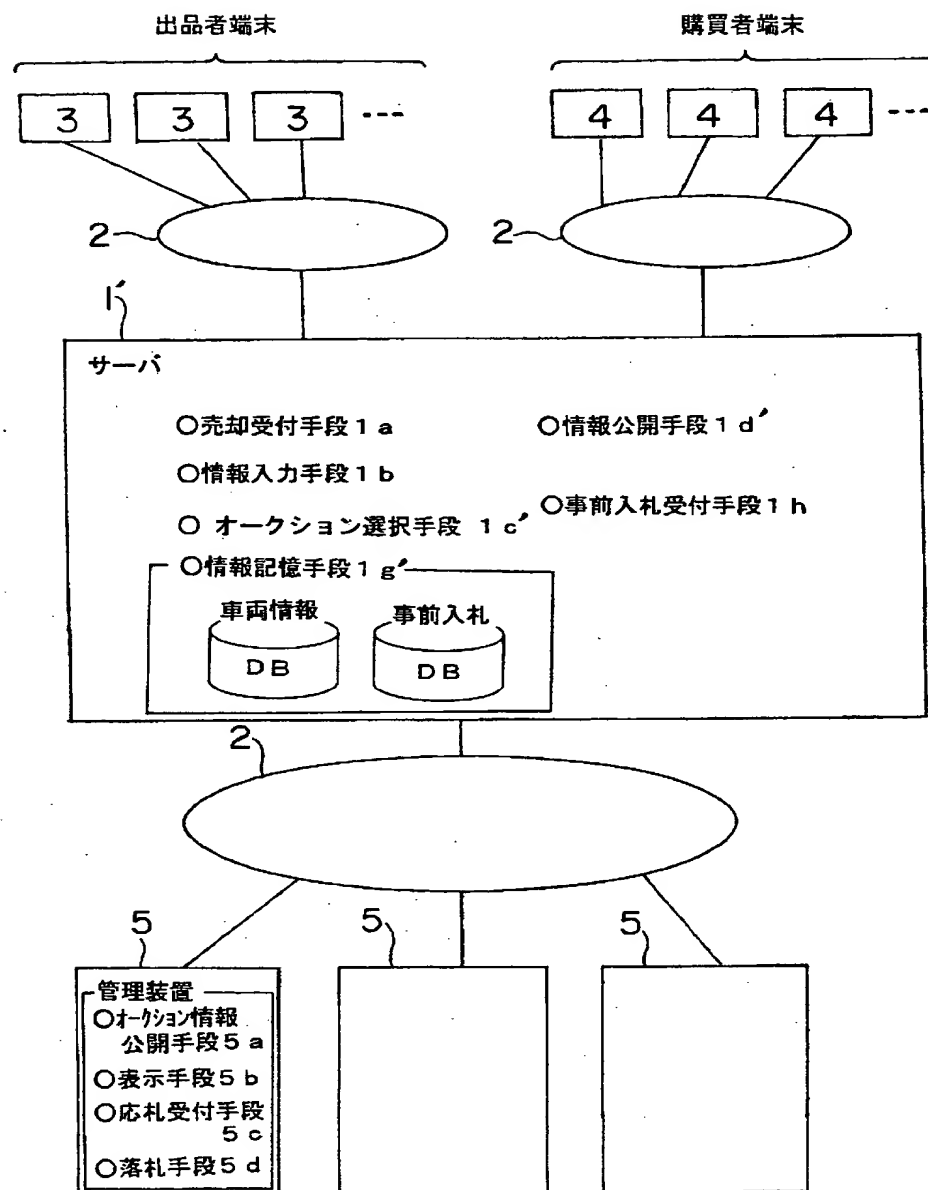 出品者端末
購買者端末
3 3 3 ---
4 4 4 ---
2
2
1′
サーバ
○売却受付手段1a
○情報公開手段1d′
○情報入力手段1b
○事前入札受付手段1h
○ オークション選択手段 1c′
○情報記憶手段1g′
車両情報
事前入札
DB
DB
2
5
5
5
管理装置
○オークション情報
公開手段5a
○表示手段5b
○応札受付手段
5c
○落札手段5d